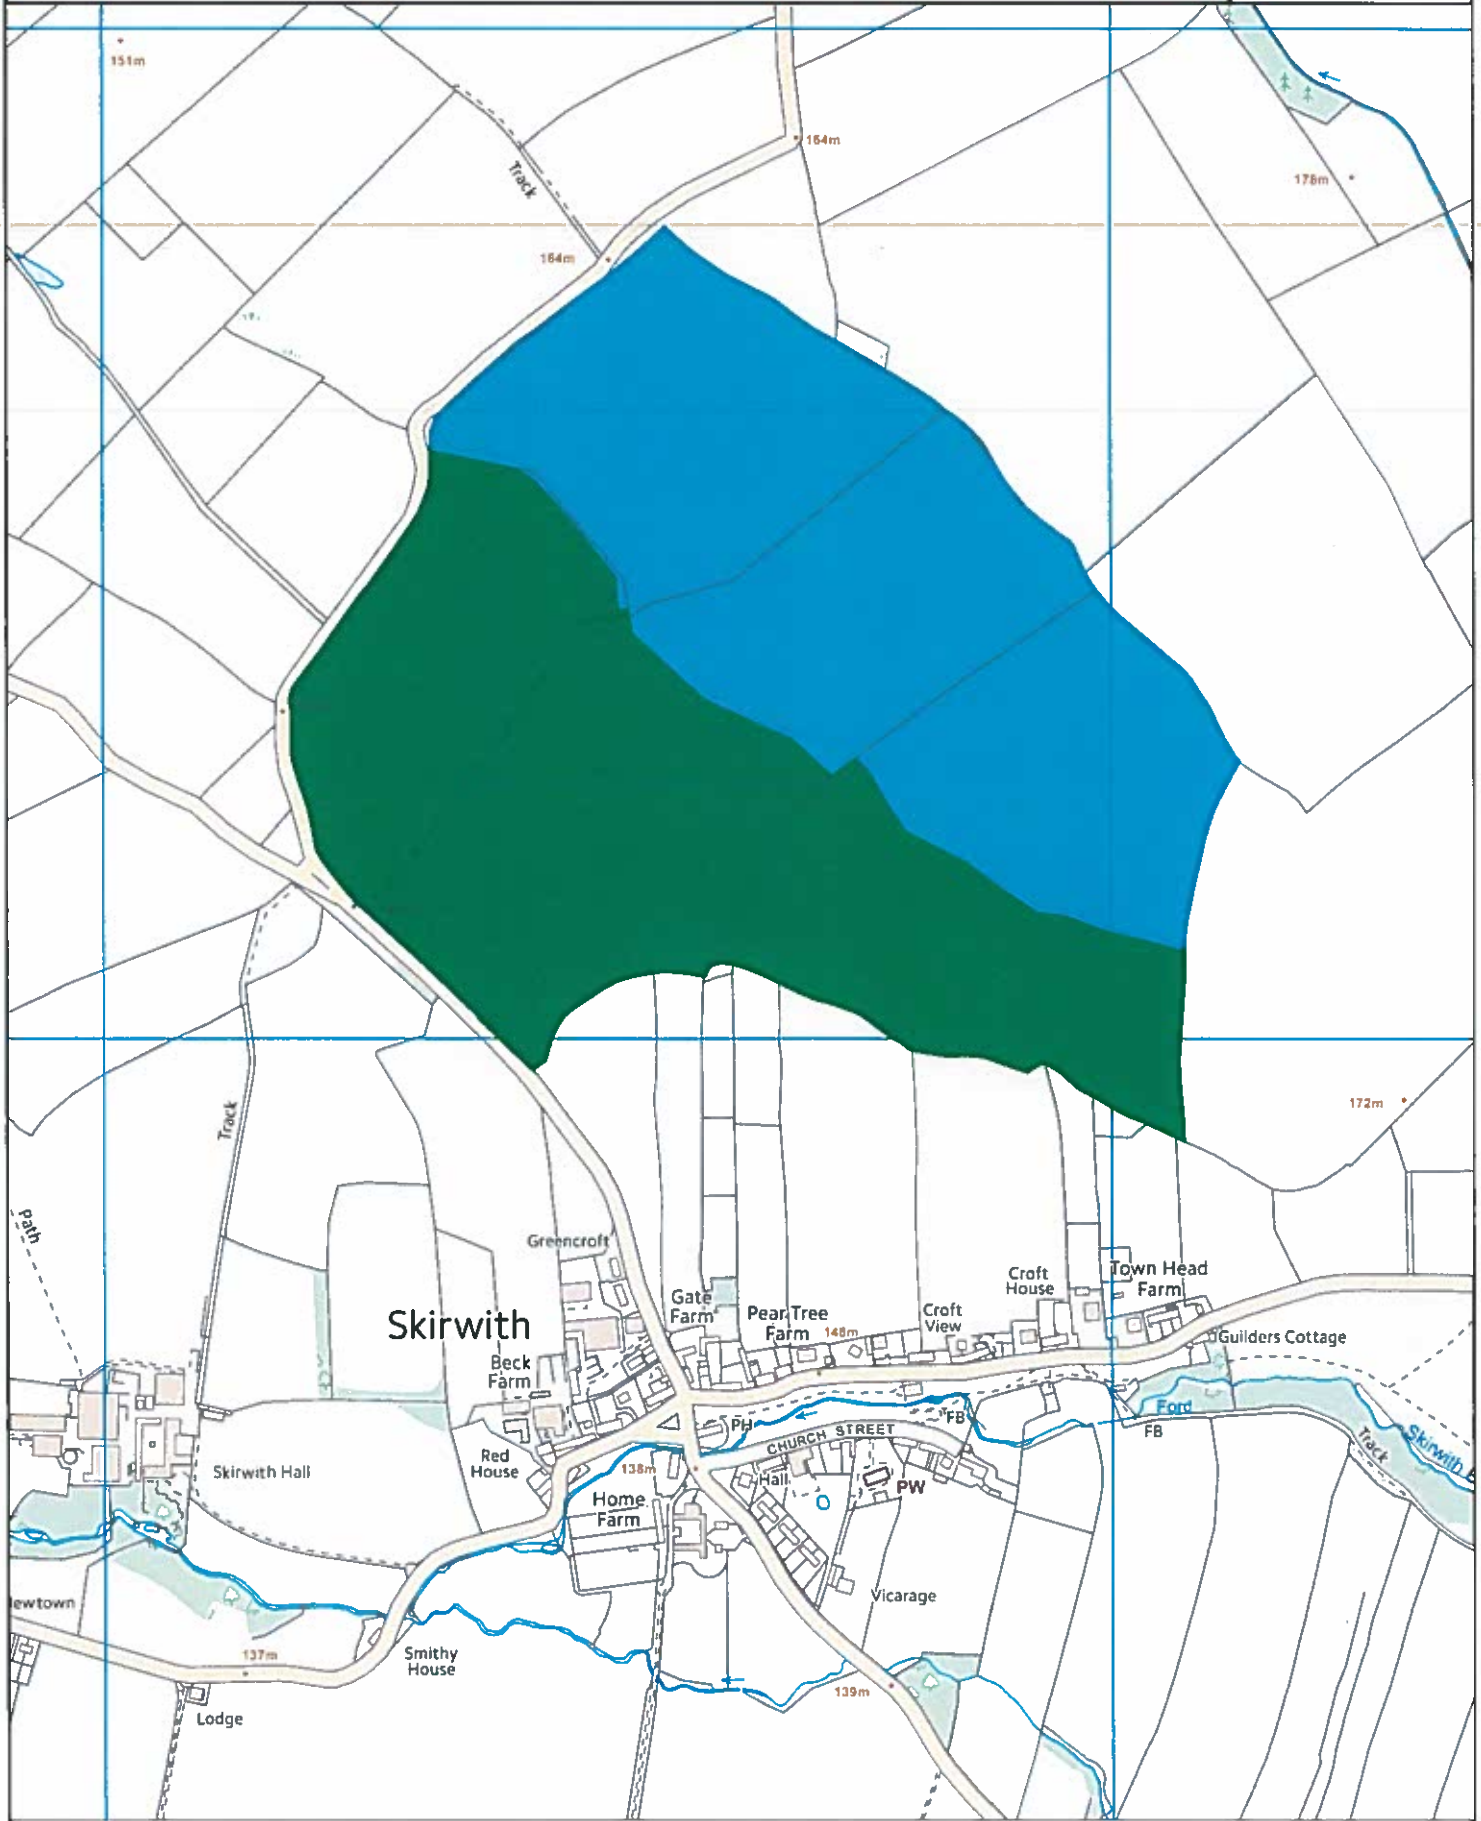 151m
164m
Track
178m
164m
172m
Track
Path
Greencroft
Skirwith
Gate
Farm
Pear Tree
Farm
148m
Croft
View
Croft
House
Town Head
Farm
Guilders Cottage
Beck
Farm
Red
House
PH
CHURCH STREET
FB
Ford
FB
Track
Skirwith
Skirwith Hall
138m
Home
Farm
Hall
PW
Vicarage
ewtown
137m
Smithy
House
Lodge
139m